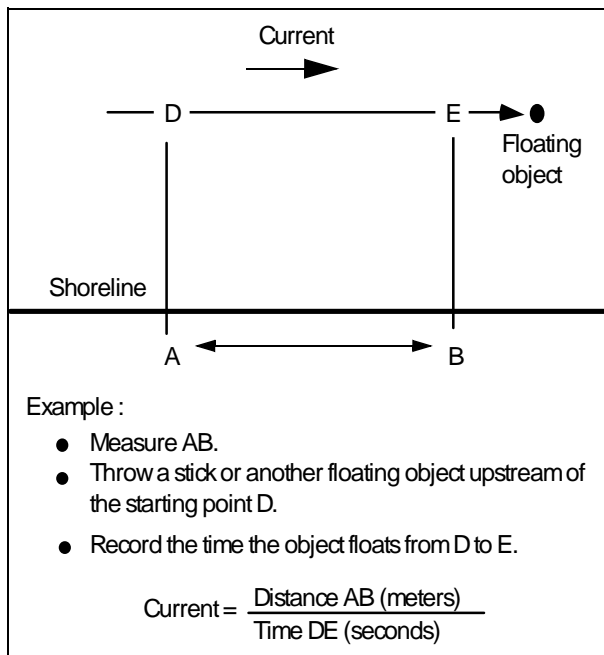 Current
D E
Floating
object
Shoreline
A B
Example :
● Measure AB.
● Throw a stick or another floating object upstream of
the starting point D.
● Record the time the object floats from D to E.
Current = Distance AB (meters)
Time DE (seconds)